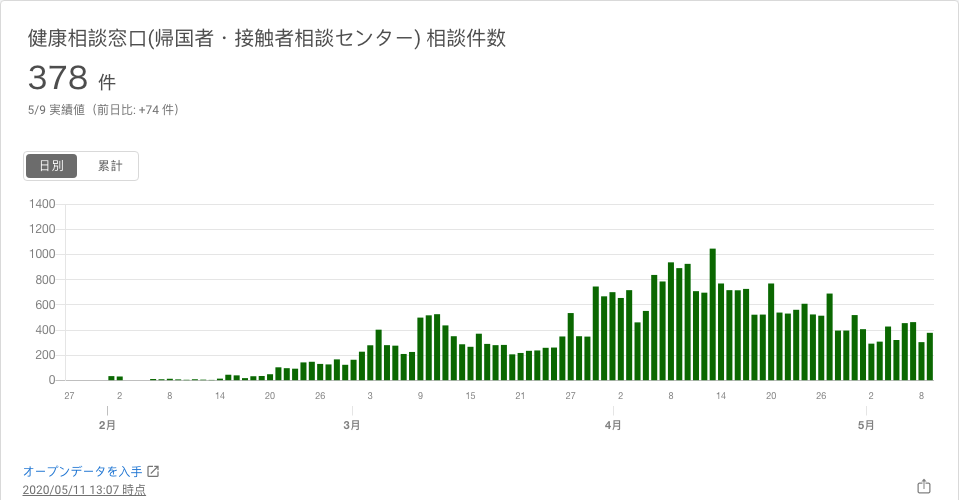 健康相談窓口(帰国者・接触者相談センター) 相談件数
378 件
5/9 実績値（前日比: +74 件）
日別 累計
1400
1200
1000
800
600
400
200
0
27 2 8 14 20 26 3 9 15 21 27 2 8 14 20 26 2 8
2月 3月 4月 5月
オープンデータを入手
2020/05/11 13:07 時点